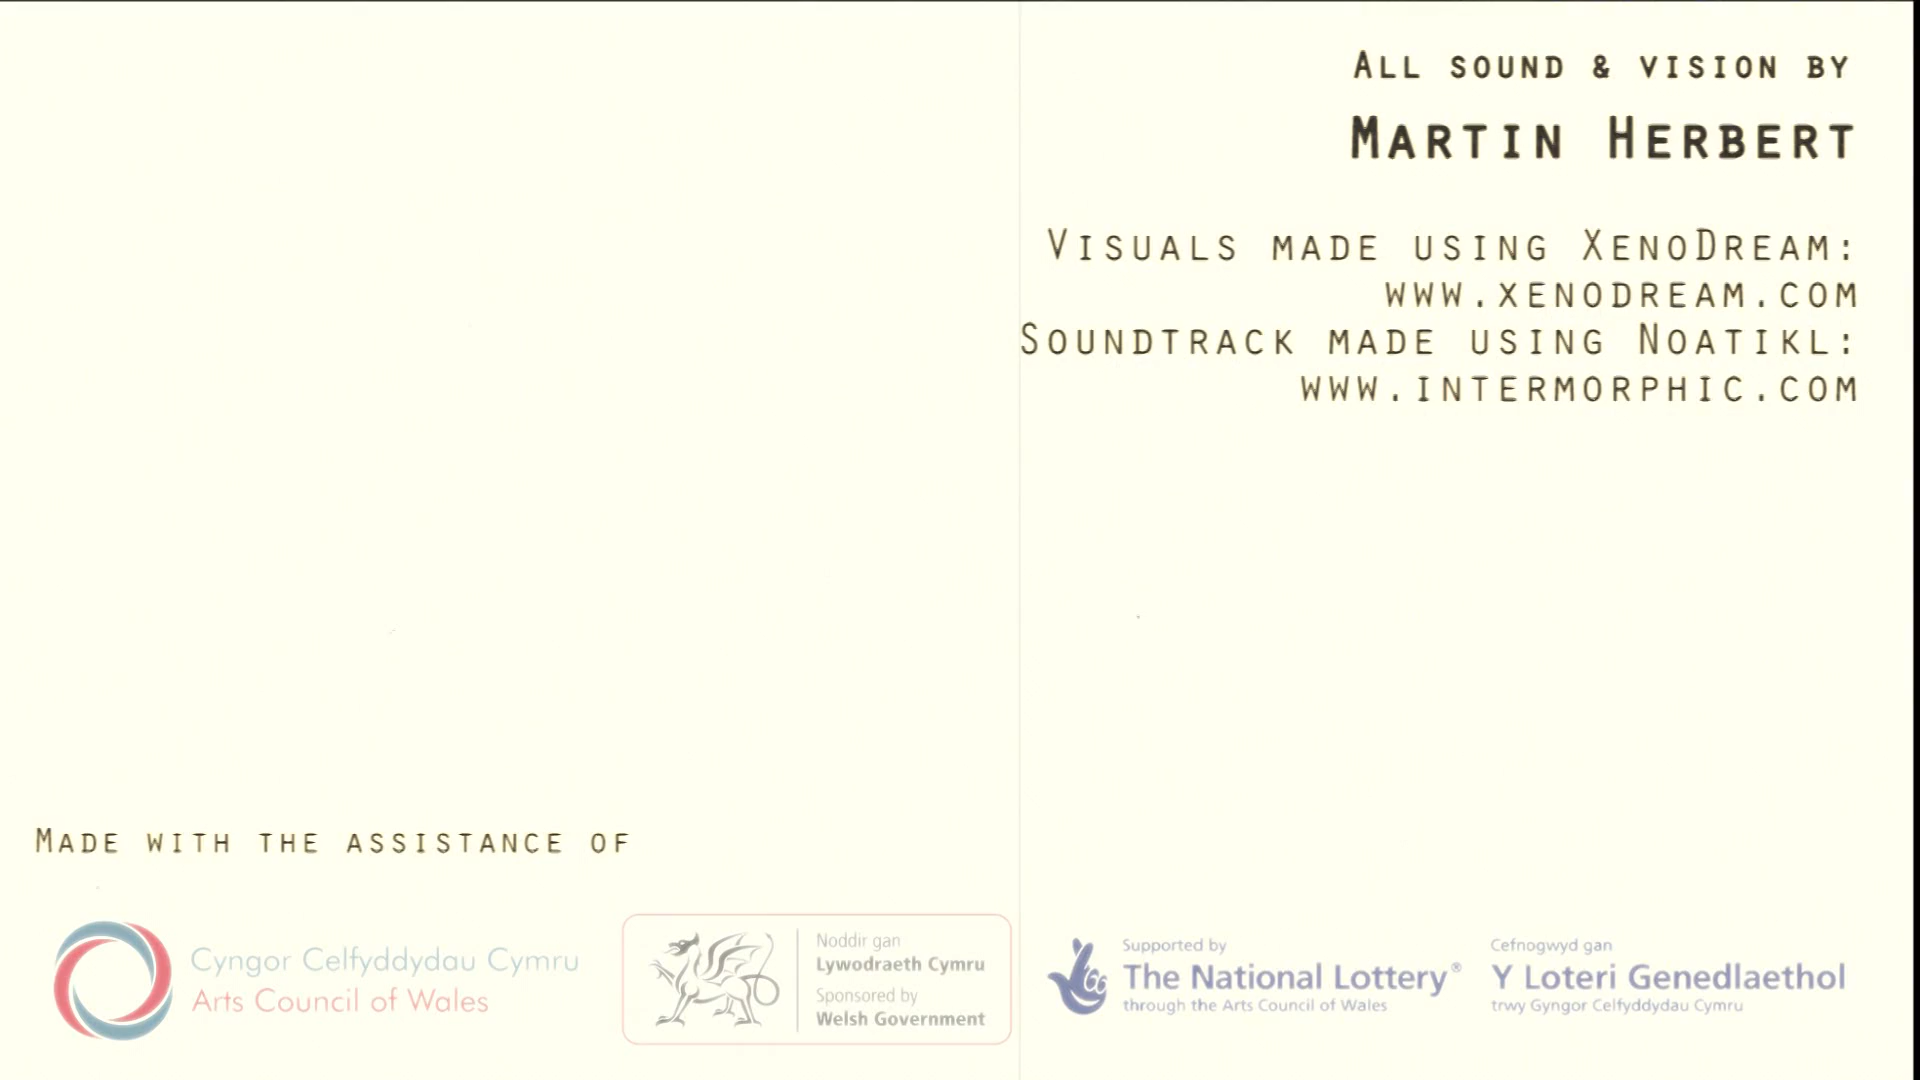 All sound & vision by
Martin Herbert
Visuals made using XenoDream:
www.xenodream.com
Soundtrack made using Noatikl:
www.intermorphic.com
Made with the assistance of
Cyngor Celfyddydau Cymru
Arts Council of Wales
Noddir gan
Lywodraeth Cymru
Sponsored by
Welsh Government
Supported by
The National Lottery®
through the Arts Council of Wales
Cefnogwyd gan
Y Loteri Genedlaethol
trwy Gyngor Celfyddydau Cymru